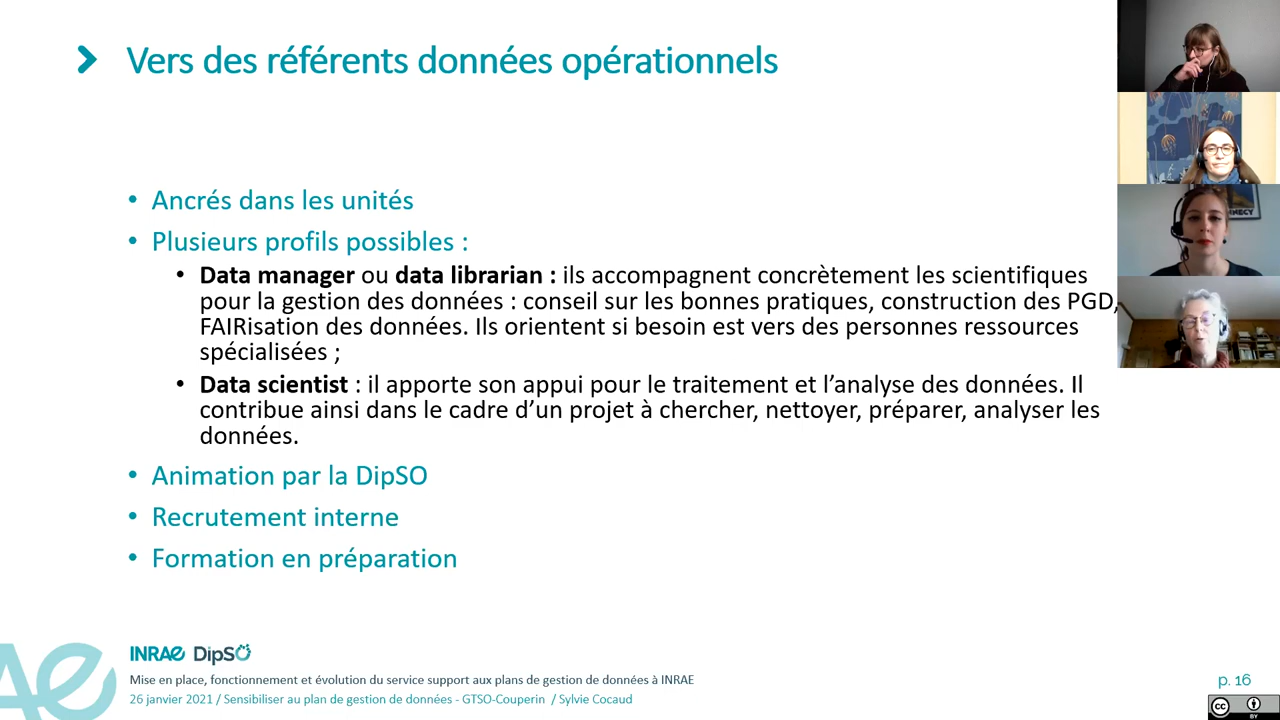 Vers des référents données opérationnels
• Ancrés dans les unités
• Plusieurs profils possibles :
• Data manager ou data librarian : ils accompagnent concrètement les scientifiques
pour la gestion des données : conseil sur les bonnes pratiques, construction des PGD,
FAIRisation des données. Ils orientent si besoin est vers des personnes ressources
spécialisées ;
• Data scientist : il apporte son appui pour le traitement et l’analyse des données. Il
contribue ainsi dans le cadre d’un projet à chercher, nettoyer, préparer, analyser les
données.
• Animation par la DipSO
• Recrutement interne
• Formation en préparation
INRAE DipSO
Mise en place, fonctionnement et évolution du service support aux plans de gestion de données à INRAE
26 janvier 2021 / Sensibiliser au plan de gestion de données - GTSO-Couperin / Sylvie Cocaud
p. 16
cc BY
NNECY